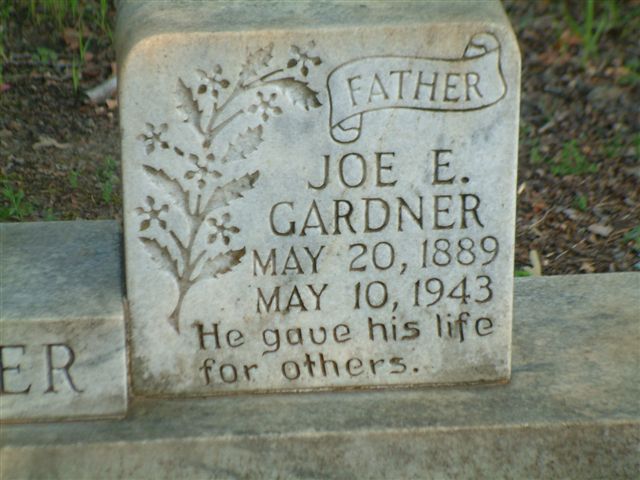 FATHER
JOE E.
GARDNER
MAY 20, 1889
MAY 10, 1943
He gave his life
for others.
ER